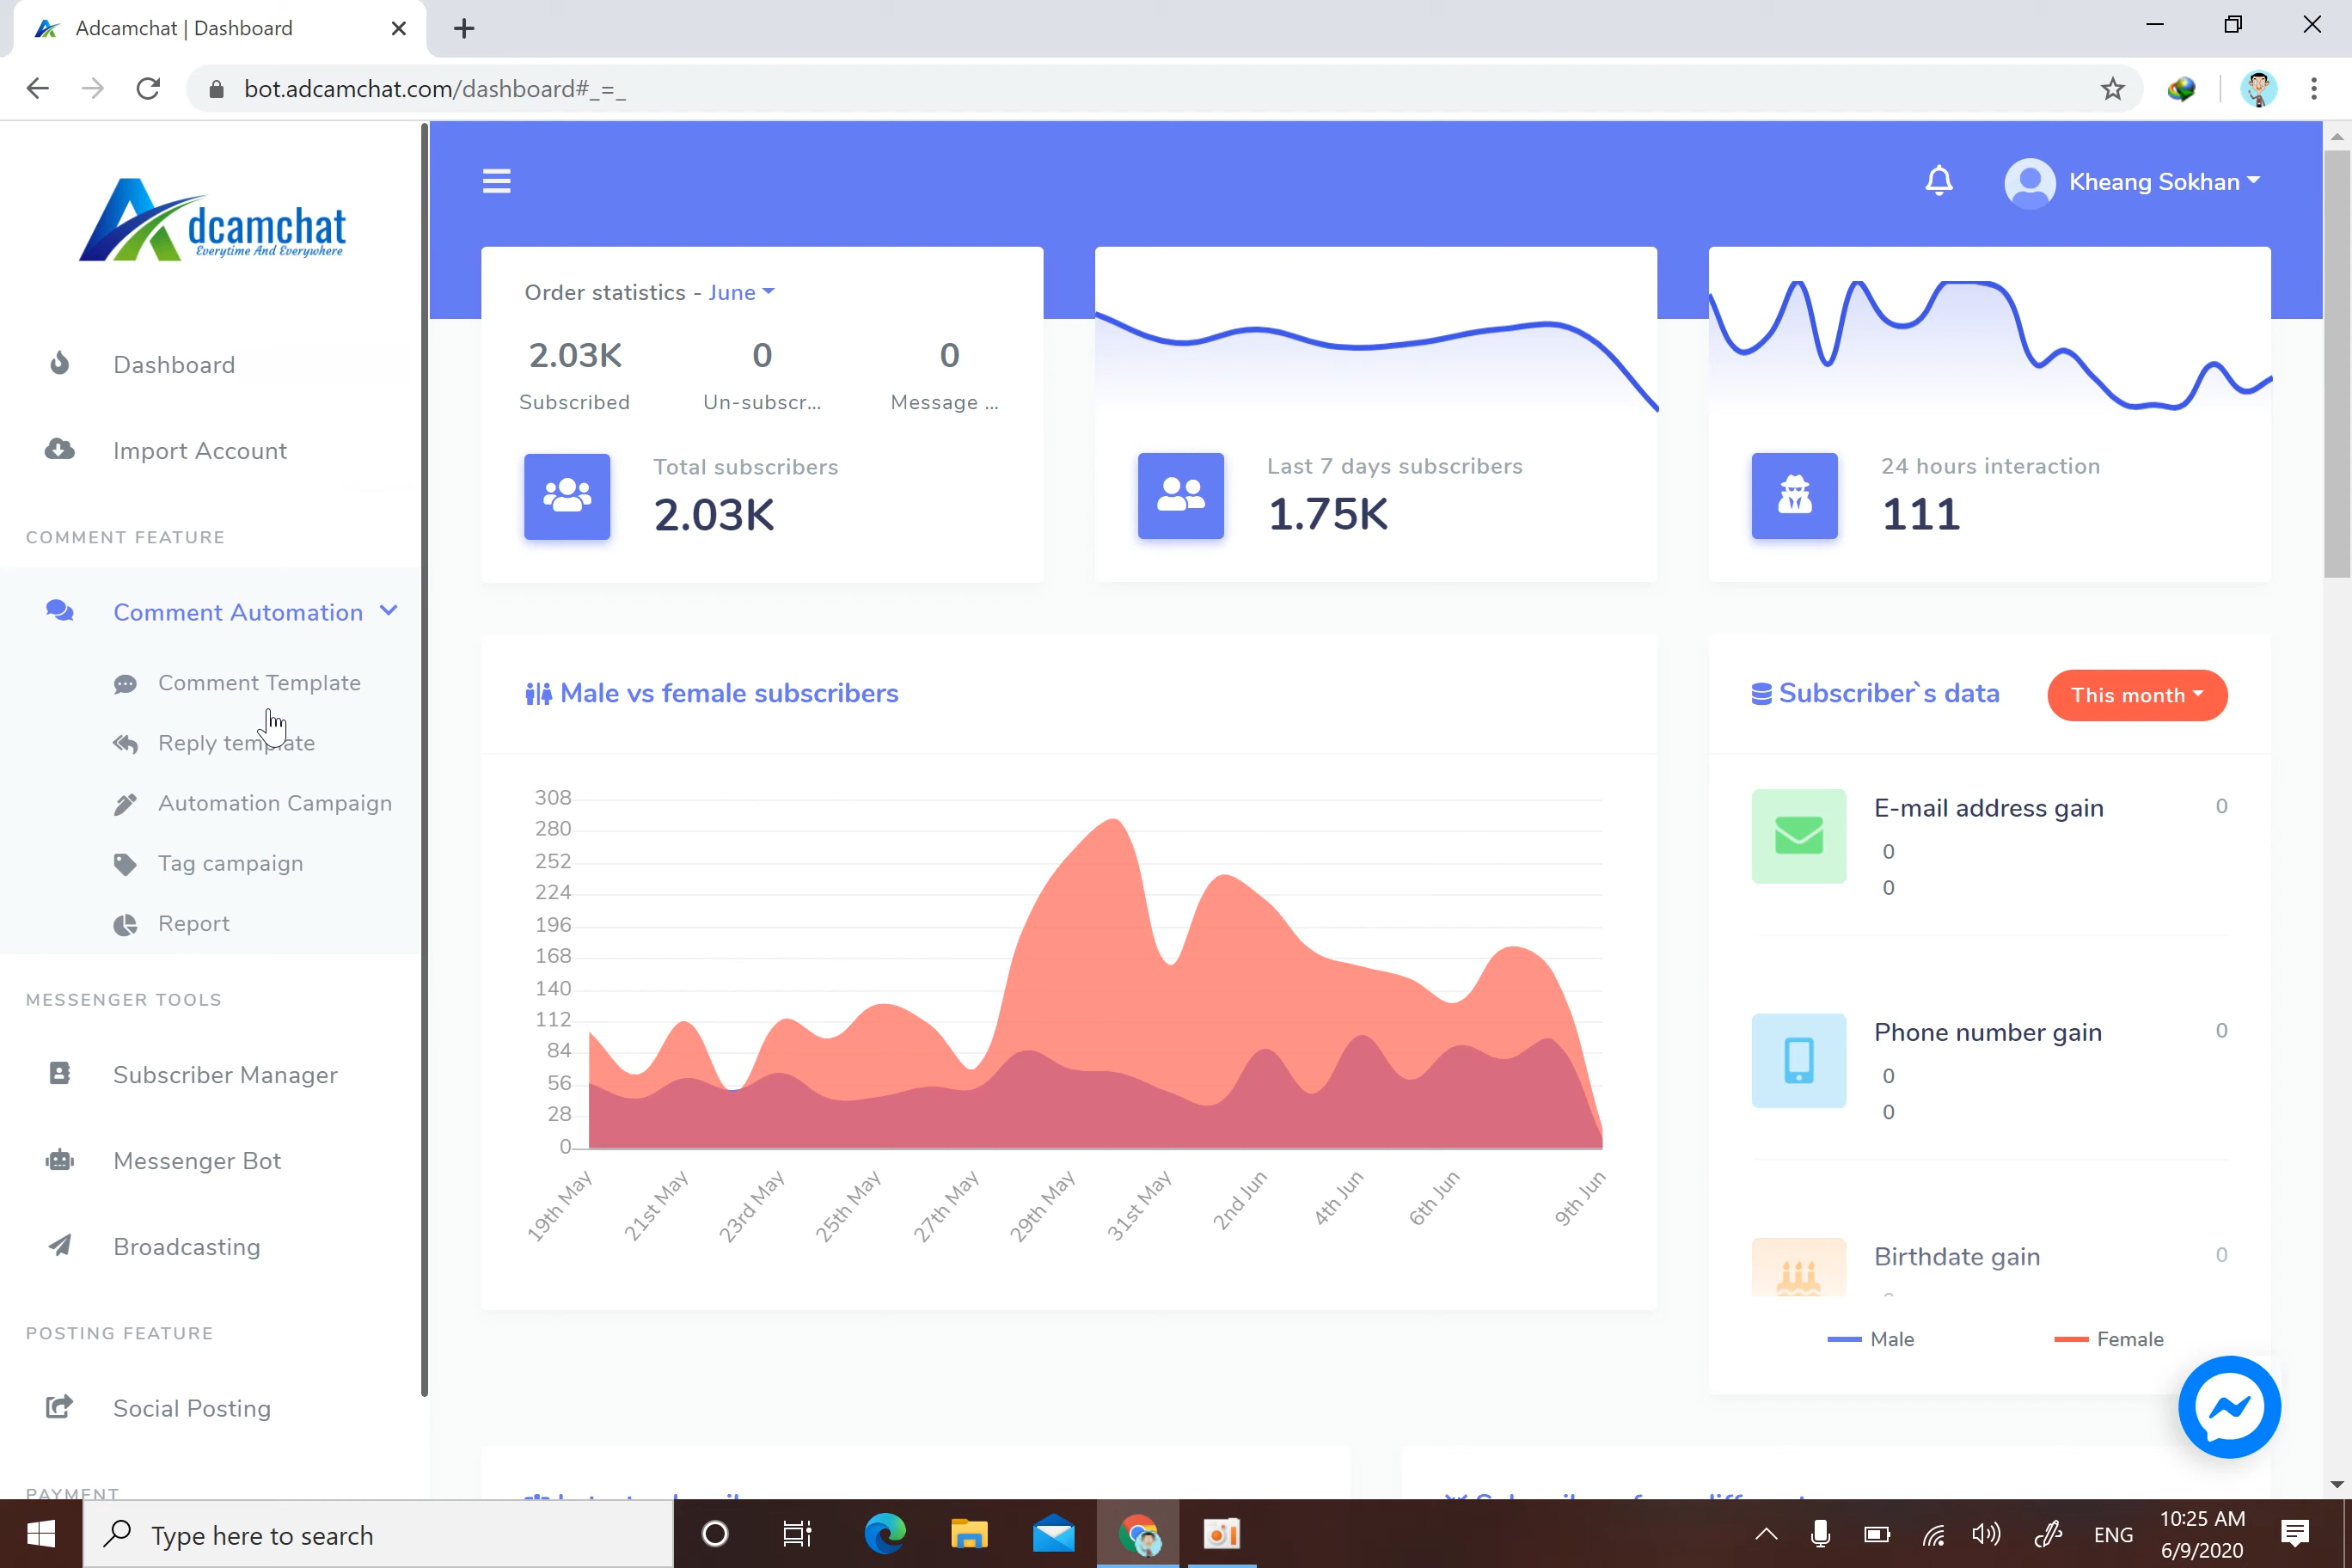 Adcamchat | Dashboard
bot.adcamchat.com/dashboard#_=_
Adcamchat
Everytime And Everywhere
Dashboard
Import Account
COMMENT FEATURE
Comment Automation
Comment Template
Reply template
Automation Campaign
Tag campaign
Report
MESSENGER TOOLS
Subscriber Manager
Messenger Bot
Broadcasting
POSTING FEATURE
Social Posting
PAYMENT
Kheang Sokhan
Order statistics - June
2.03K 0 0
Subscribed Un-subscr... Message ...
Total subscribers
2.03K
Last 7 days subscribers
1.75K
24 hours interaction
111
Male vs female subscribers
308
280
252
224
196
168
140
112
84
56
28
0
19th May 21st May 23rd May 25th May 27th May 29th May 31st May 2nd Jun 4th Jun 6th Jun 9th Jun
Subscriber`s data This month
E-mail address gain 0
0
0
Phone number gain 0
0
0
Birthdate gain 0
Male Female
Type here to search
ENG
10:25 AM
6/9/2020